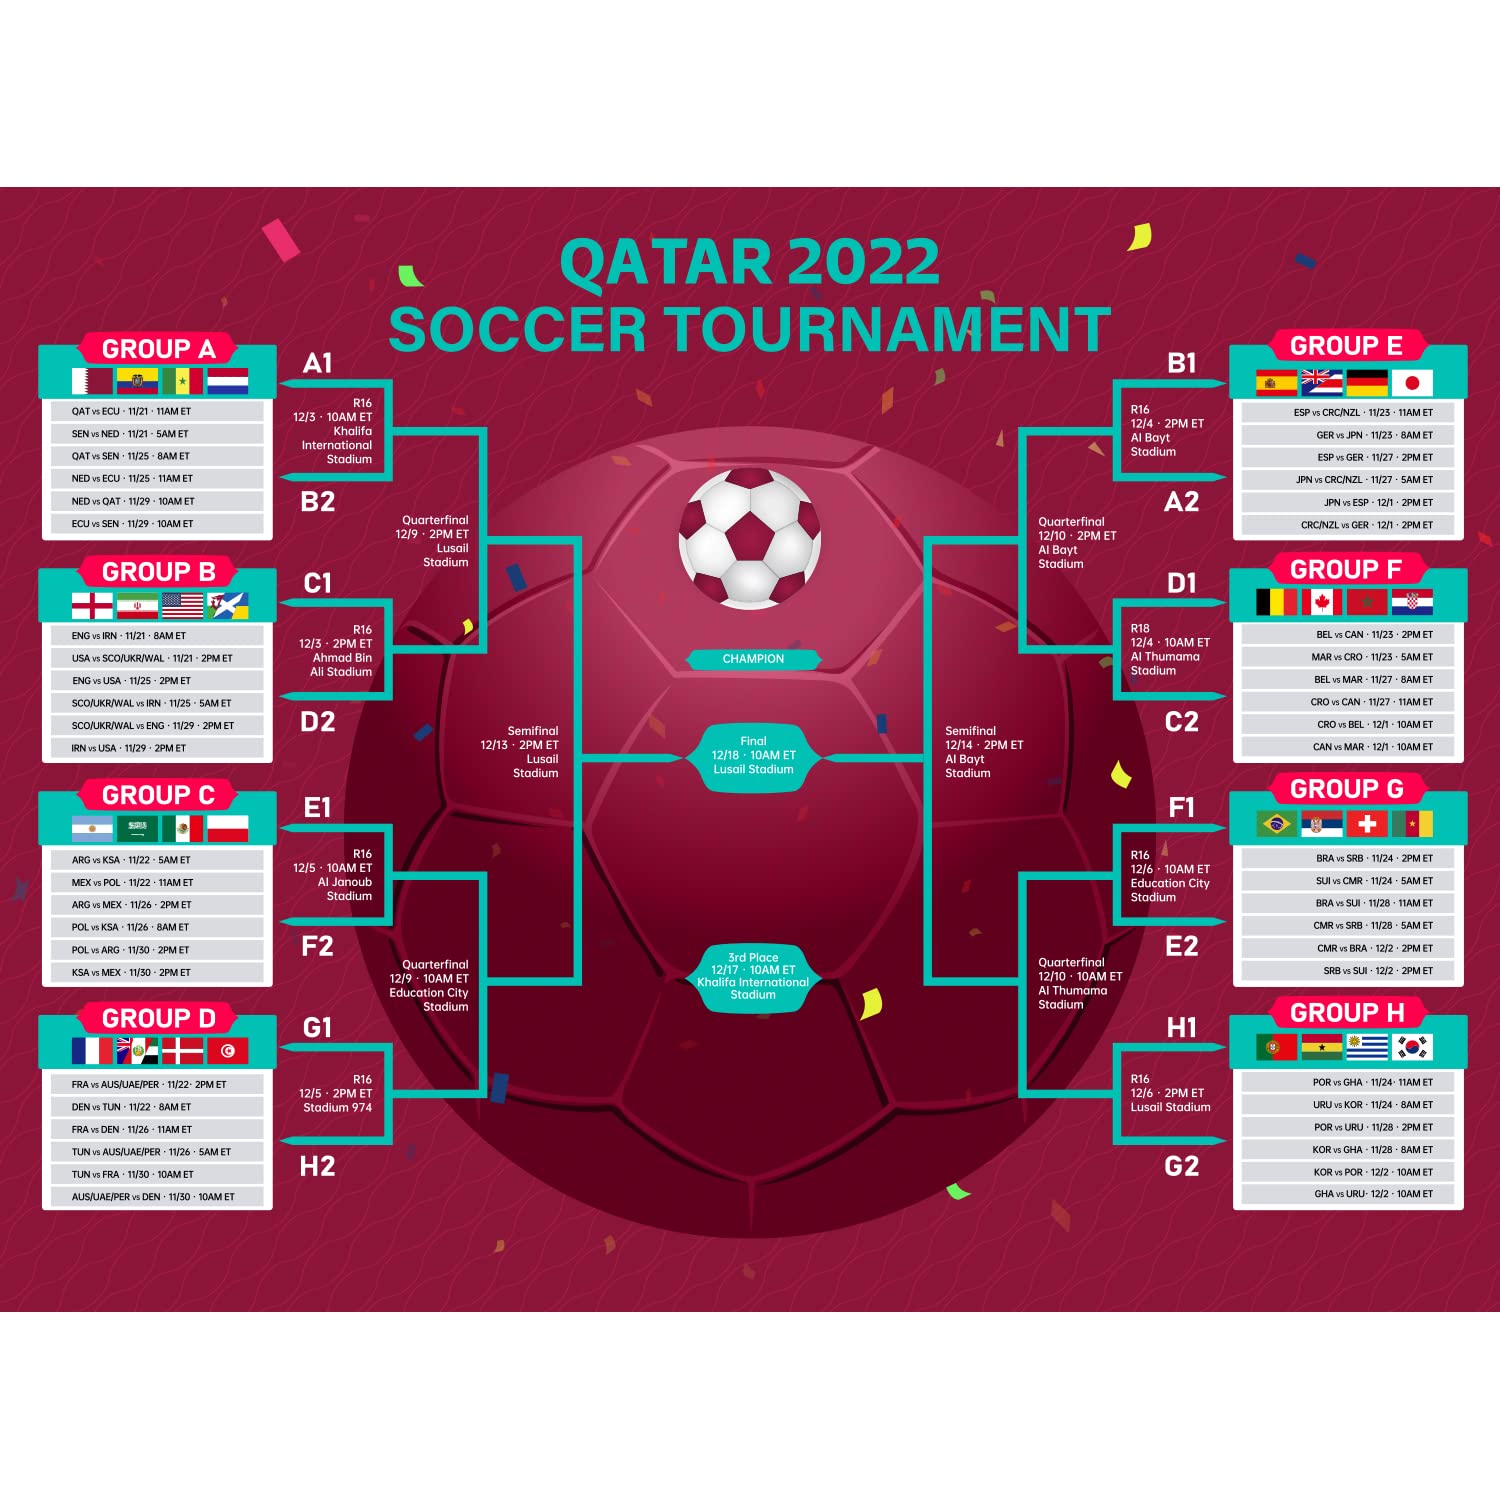 QATAR 2022
SOCCER TOURNAMENT
GROUP A
QAT vs ECU · 11/21 · 11AM ET
SEN vs NED · 11/21 · 5AM ET
QAT vs SEN · 11/25 · 8AM ET
NED vs ECU · 11/25 · 11AM ET
NED vs QAT · 11/29 · 10AM ET
ECU vs SEN · 11/29 · 10AM ET
GROUP B
ENG vs IRN · 11/21 · 8AM ET
USA vs SCO/UKR/WAL · 11/21 · 2PM ET
ENG vs USA · 11/25 · 2PM ET
SCO/UKR/WAL vs IRN · 11/25 · 5AM ET
SCO/UKR/WAL vs ENG · 11/29 · 2PM ET
IRN vs USA · 11/29 · 2PM ET
GROUP C
ARG vs KSA · 11/22 · 5AM ET
MEX vs POL · 11/22 · 11AM ET
ARG vs MEX · 11/26 · 2PM ET
POL vs KSA · 11/26 · 8AM ET
POL vs ARG · 11/30 · 2PM ET
KSA vs MEX · 11/30 · 2PM ET
GROUP D
FRA vs AUS/UAE/PER · 11/22· 2PM ET
DEN vs TUN · 11/22 · 8AM ET
FRA vs DEN · 11/26 · 11AM ET
TUN vs AUS/UAE/PER · 11/26 · 5AM ET
TUN vs FRA · 11/30 · 10AM ET
AUS/UAE/PER vs DEN · 11/30 · 10AM ET
A1
R16
12/3 · 10AM ET
Khalifa
International
Stadium
B2
C1
R16
12/3 · 2PM ET
Ahmad Bin
Ali Stadium
D2
E1
R16
12/5 · 10AM ET
Al Janoub
Stadium
F2
G1
R16
12/5 · 2PM ET
Stadium 974
H2
Quarterfinal
12/9 · 2PM ET
Lusail
Stadium
Quarterfinal
12/9 · 10AM ET
Education City
Stadium
Semifinal
12/13 · 2PM ET
Lusail
Stadium
CHAMPION
Final
12/18 · 10AM ET
Lusail Stadium
3rd Place
12/17 · 10AM ET
Khalifa International
Stadium
Semifinal
12/14 · 2PM ET
Al Bayt
Stadium
Quarterfinal
12/10 · 2PM ET
Al Bayt
Stadium
Quarterfinal
12/10 · 10AM ET
Al Thumama
Stadium
B1
R16
12/4 · 2PM ET
Al Bayt
Stadium
A2
D1
R18
12/4 · 10AM ET
Al Thumama
Stadium
C2
F1
R16
12/6 · 10AM ET
Education City
Stadium
E2
H1
R16
12/6 · 2PM ET
Lusail Stadium
G2
GROUP E
ESP vs CRC/NZL · 11/23 · 11AM ET
GER vs JPN · 11/23 · 8AM ET
ESP vs GER · 11/27 · 2PM ET
JPN vs CRC/NZL · 11/27 · 5AM ET
JPN vs ESP · 12/1 · 2PM ET
CRC/NZL vs GER · 12/1 · 2PM ET
GROUP F
BEL vs CAN · 11/23 · 2PM ET
MAR vs CRO · 11/23 · 5AM ET
BEL vs MAR · 11/27 · 8AM ET
CRO vs CAN · 11/27 · 11AM ET
CRO vs BEL · 12/1 · 10AM ET
CAN vs MAR · 12/1 · 10AM ET
GROUP G
BRA vs SRB · 11/24 · 2PM ET
SUI vs CMR · 11/24 · 5AM ET
BRA vs SUI · 11/28 · 11AM ET
CMR vs SRB · 11/28 · 5AM ET
CMR vs BRA · 12/2 · 2PM ET
SRB vs SUI · 12/2 · 2PM ET
GROUP H
POR vs GHA · 11/24· 11AM ET
URU vs KOR · 11/24 · 8AM ET
POR vs URU · 11/28 · 2PM ET
KOR vs GHA · 11/28 · 8AM ET
KOR vs POR · 12/2 · 10AM ET
GHA vs URU· 12/2 · 10AM ET